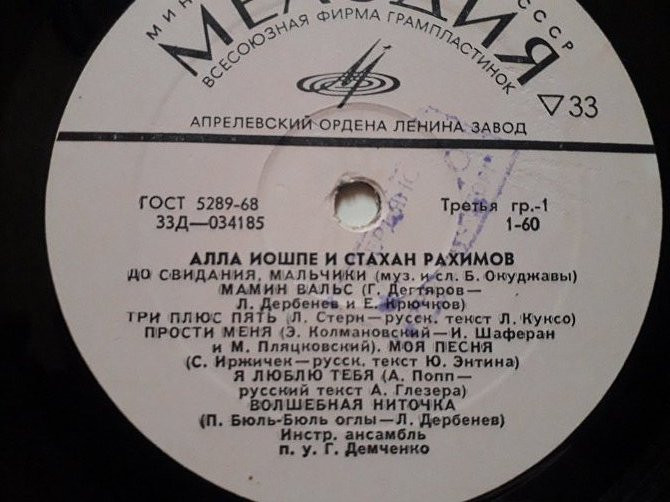 МИН
СССР
МЕЛОДИЯ
ВСЕСОЮЗНАЯ ФИРМА ГРАМПЛАСТИНОК
33
АПРЕЛЕВСКИЙ ОРДЕНА ЛЕНИНА ЗАВОД
ГОСТ 5289-68
Третья гр.-1
33Д—034185
1-60
АЛЛА ИОШПЕ И СТАХАН РАХИМОВ
ДО СВИДАНИЯ, МАЛЬЧИКИ (муз. и сл. Б. Окуджавы)
МАМИН ВАЛЬС (Г. Дегтяров—
Л. Дербенев и Е. Крючков)
ТРИ ПЛЮС ПЯТЬ (Л. Стерн—русск. текст Л. Куксо)
ПРОСТИ МЕНЯ (Э. Колмановский—И. Шаферан
и М. Пляцковский). МОЯ ПЕСНЯ
(С. Иржичек—русск. текст Ю. Энтина)
Я ЛЮБЛЮ ТЕБЯ (А. Попп—
русский текст А. Глезера)
ВОЛШЕБНАЯ НИТОЧКА
(П. Бюль-Бюль оглы—Л. Дербенев)
Инстр. ансамбль
п. у. Г. Демченко